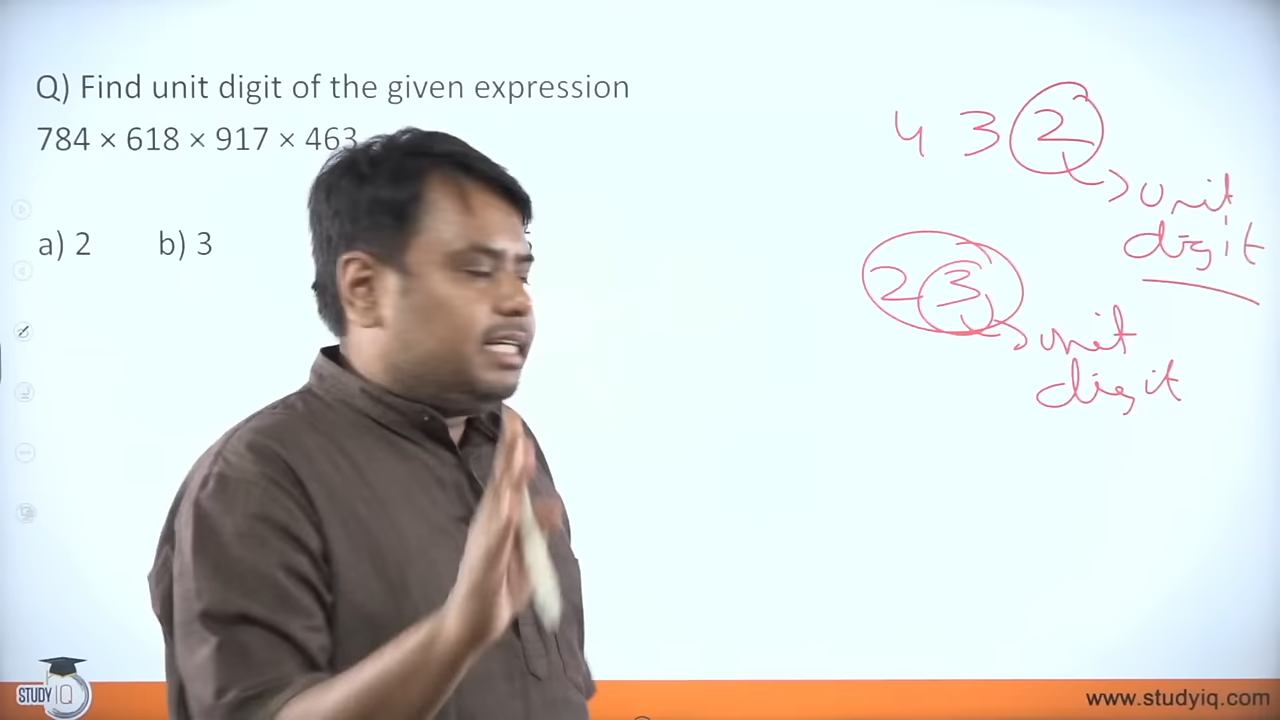 Q) Find unit digit of the given expression
784 × 618 × 917 × 463
a) 2 b) 3
4 3 2
unit
digit
2 3
unit
digit
STUDY IQ
www.studyiq.com